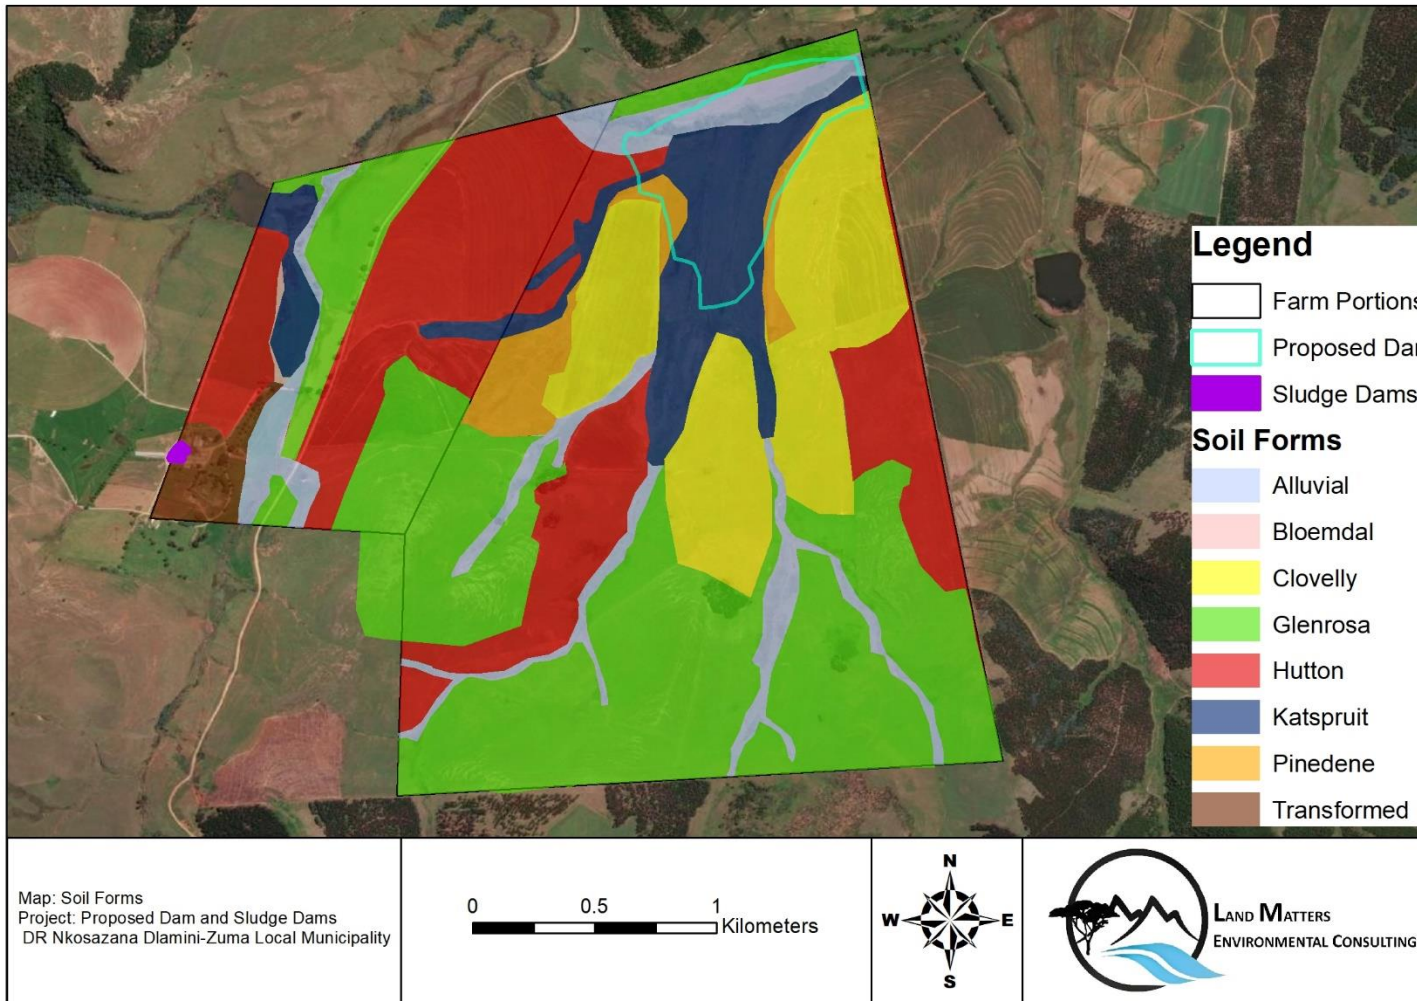 Legend
Farm Portions
Proposed Dar
Sludge Dams
Soil Forms
Alluvial
Bloemdal
Clovelly
Glenrosa
Hutton
Katspruit
Pinedene
Transformed
Map: Soil Forms
Project: Proposed Dam and Sludge Dams
DR Nkosazana Dlamini-Zuma Local Municipality
0 0.5 1
Kilometers
N
W E
S
LAND MATTERS
ENVIRONMENTAL CONSULTING